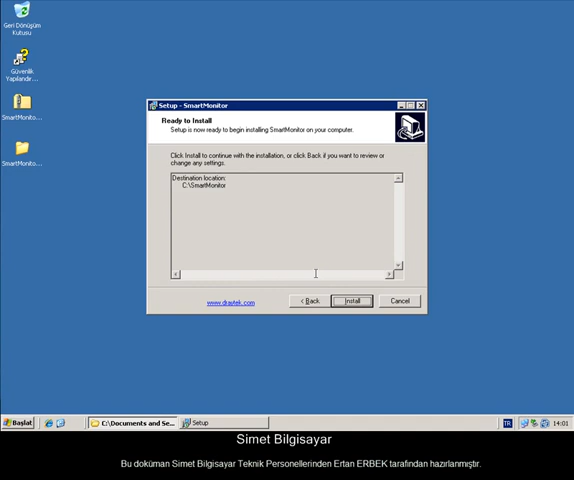 Geri Dönüşüm
Kutusu
Güvenlik
Yapılandır...
SmartMonito...
SmartMonito...
Setup - SmartMonitor
Ready to Install
Setup is now ready to begin installing SmartMonitor on your computer.
Click Install to continue with the installation, or click Back if you want to review or
change any settings.
Destination location:
C:\SmartMonitor
www.draytek.com
< Back
Install
Cancel
Başlat
C:\Documents and Se...
Setup
TR
14:01
Simet Bilgisayar
Bu doküman Simet Bilgisayar Teknik Personellerinden Ertan ERBEK tarafından hazırlanmıştır.